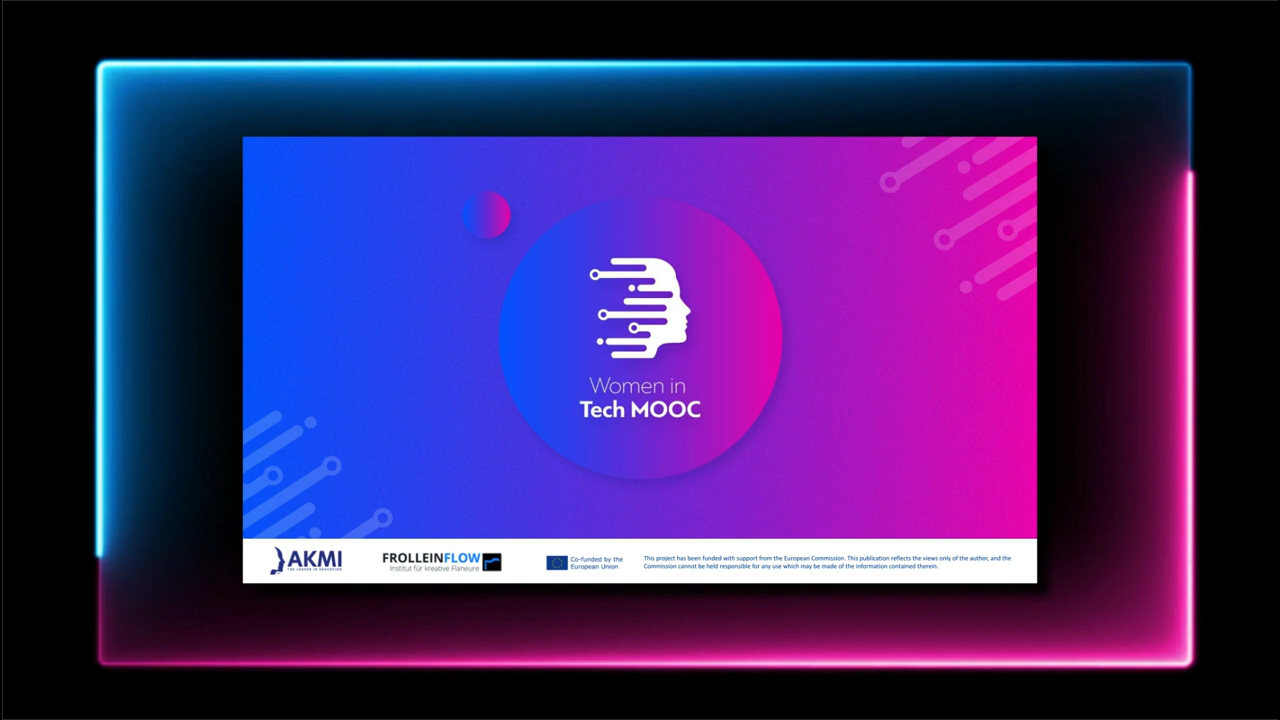 Women in
Tech MOOC
AKMI
THE LEADER IN EDUCATION
FROLLEINFLOW
Institut für kreative Flaneure
Co-funded by the
European Union
This project has been funded with support from the European Commission. This publication reflects the views only of the author, and the
Commission cannot be held responsible for any use which may be made of the information contained therein.